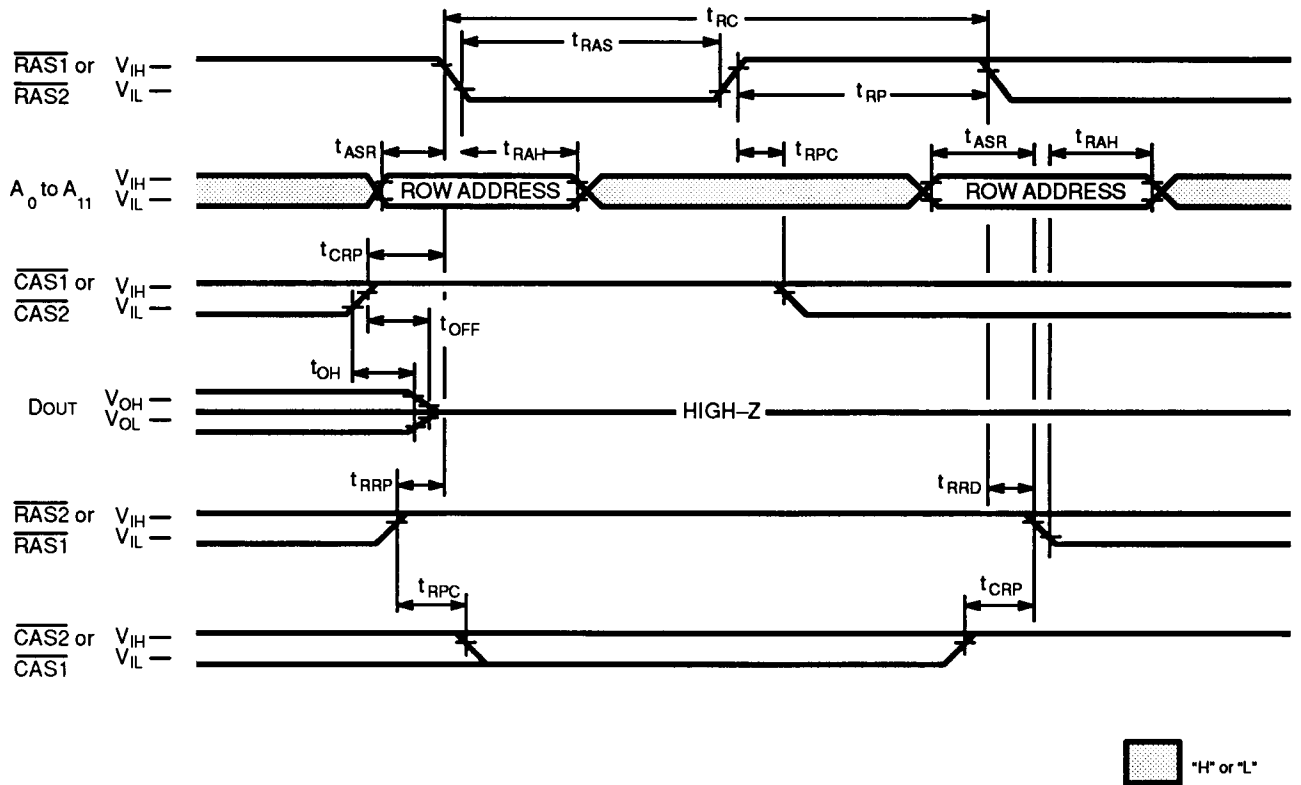 tRC
tRAS
RAS1 or VIH
RAS2 VIL
tRP
tASR tRAH tRPC tASR tRAH
A0 to A11 VIH
VIL
ROW ADDRESS ROW ADDRESS
tCRP
CAS1 or VIH
CAS2 VIL
tOFF
tOH
DOUT VOH
VOL
HIGH–Z
tRRP tRRD
RAS2 or VIH
RAS1 VIL
tRPC tCRP
CAS2 or VIH
CAS1 VIL
"H" or "L"